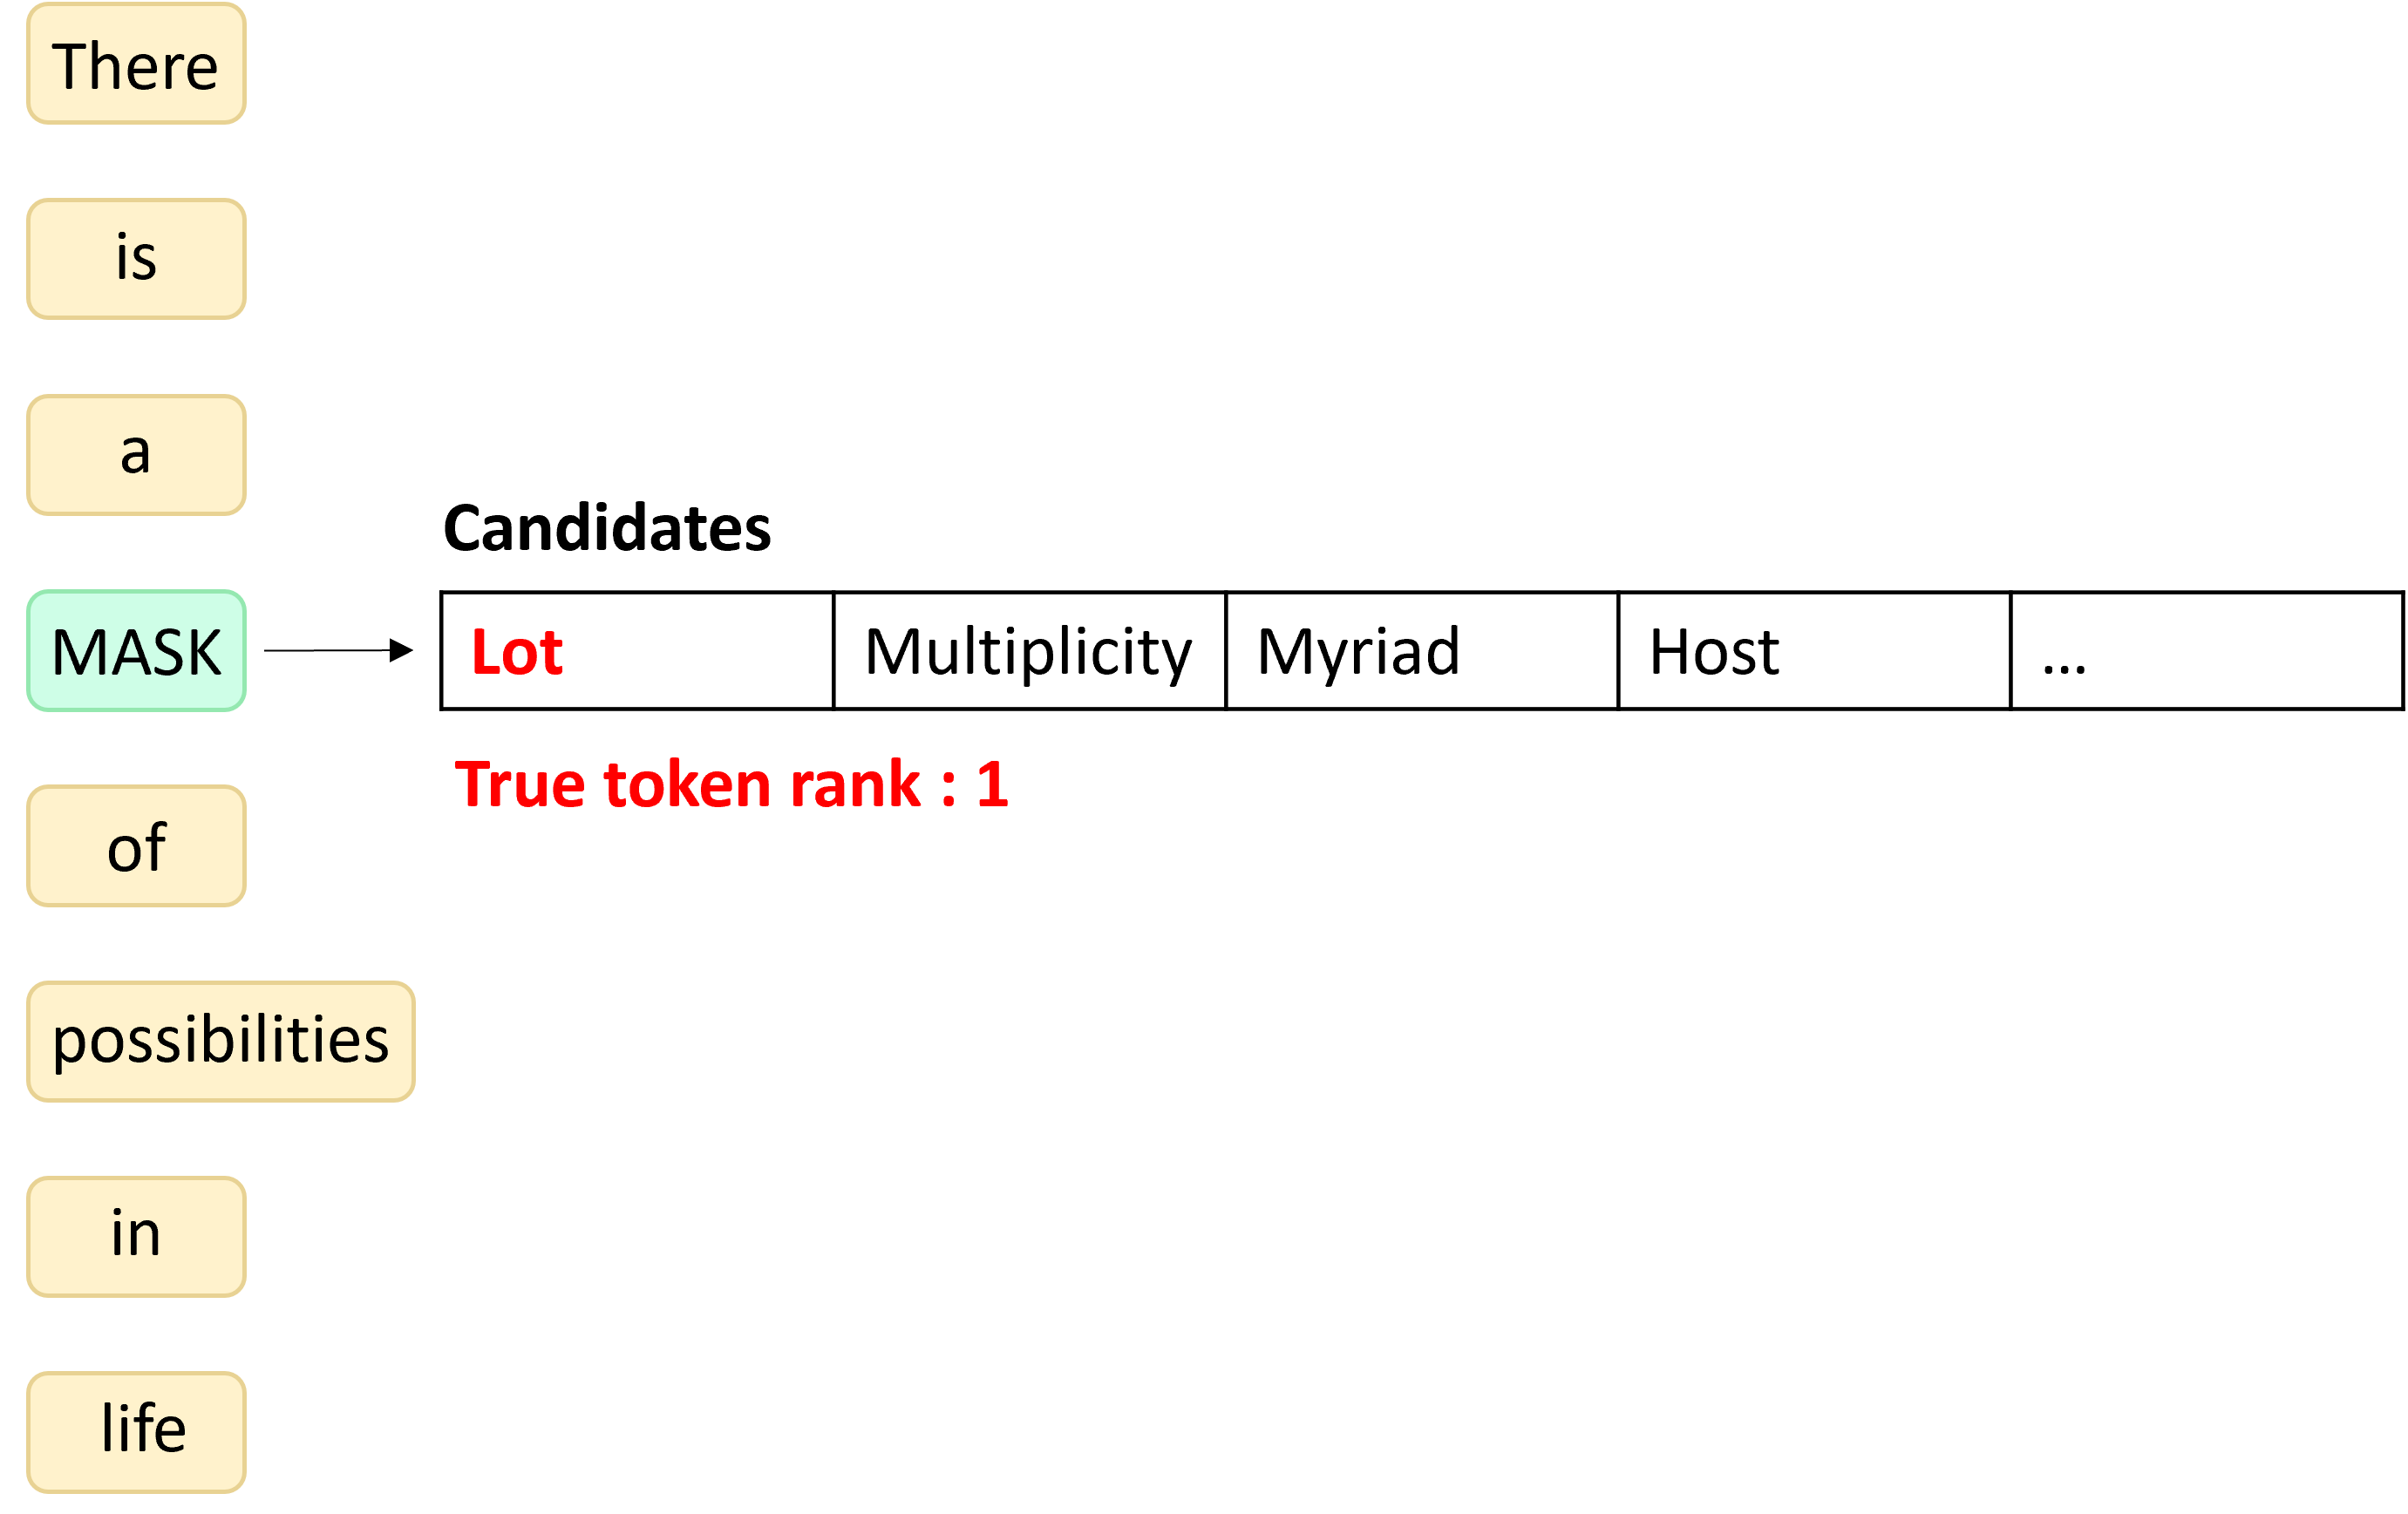 There
is
a
Candidates
MASK Lot Multiplicity Myriad Host ...
True token rank : 1
of
possibilities
in
life